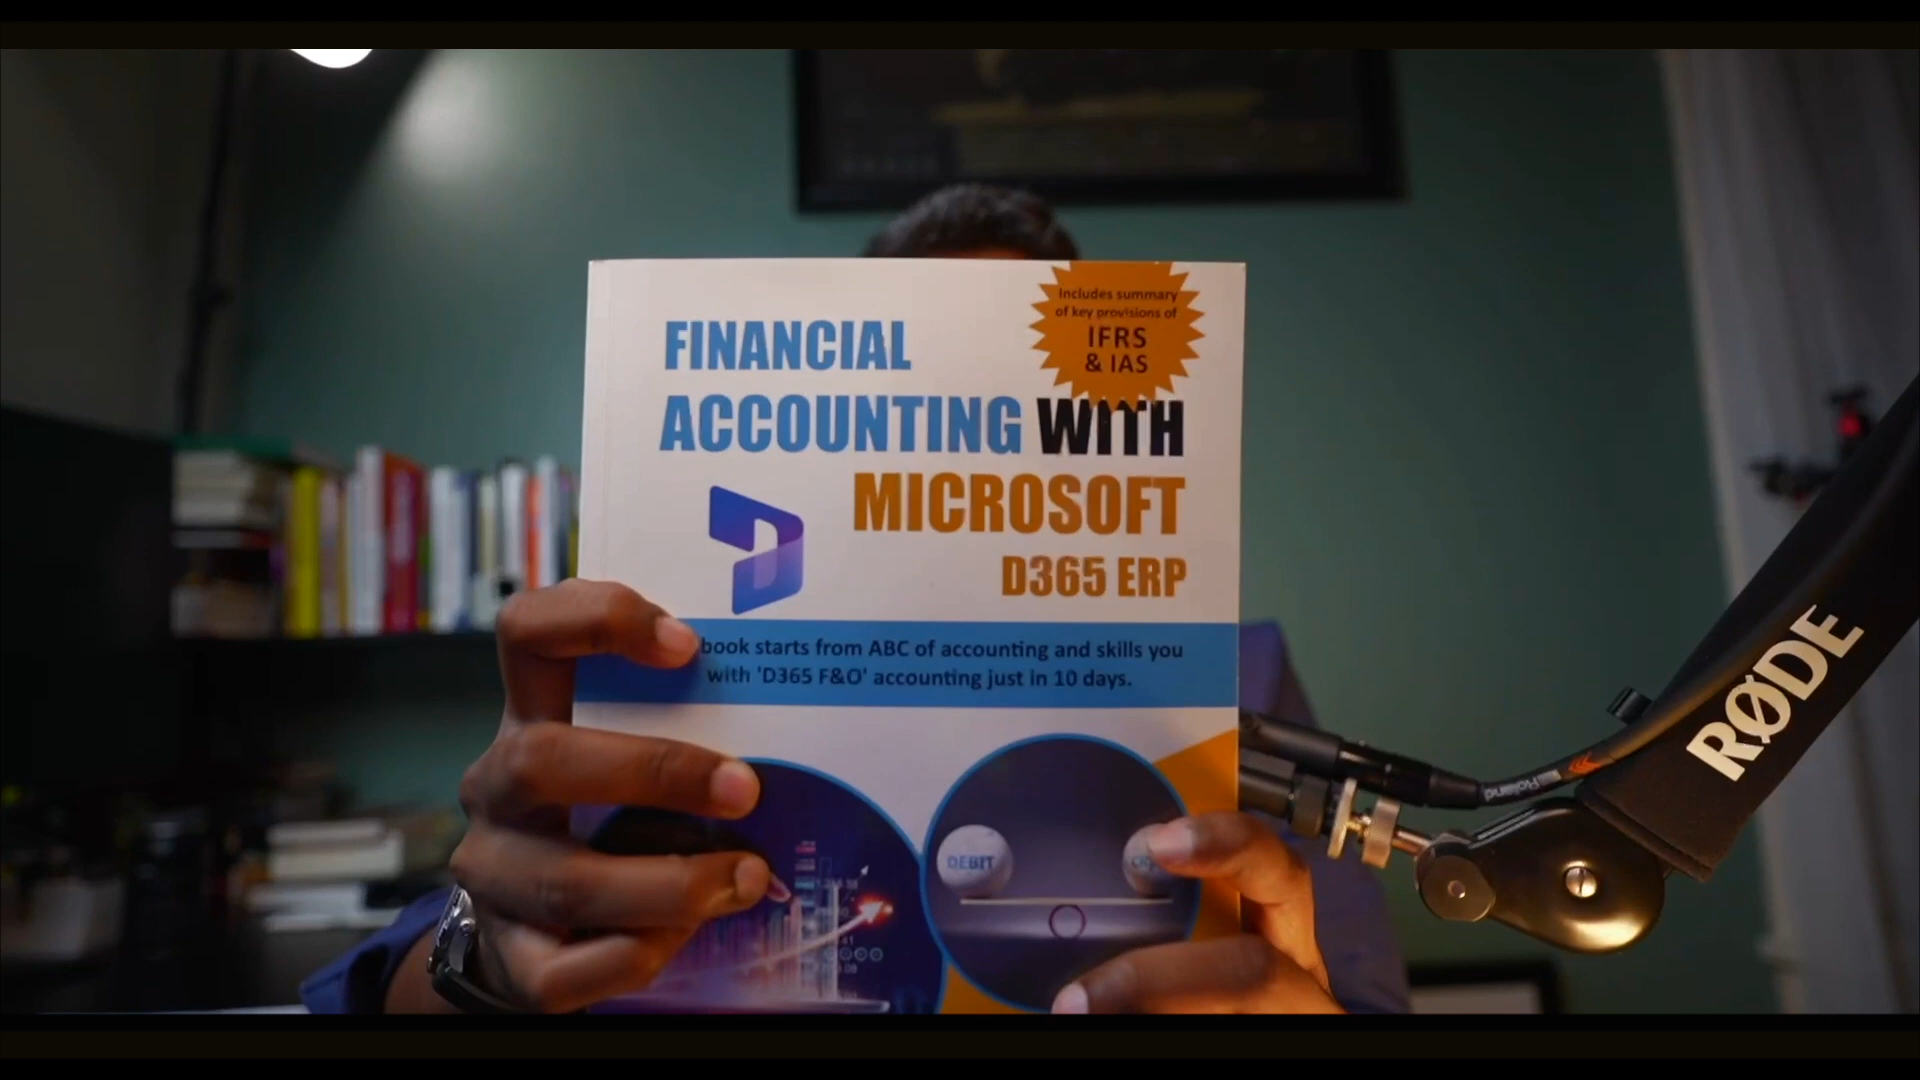 Includes summary
of key provisions of
IFRS
& IAS
FINANCIAL
ACCOUNTING WITH
MICROSOFT
D365 ERP
book starts from ABC of accounting and skills you
with 'D365 F&O' accounting just in 10 days.
DEBIT
RØDE
Roland